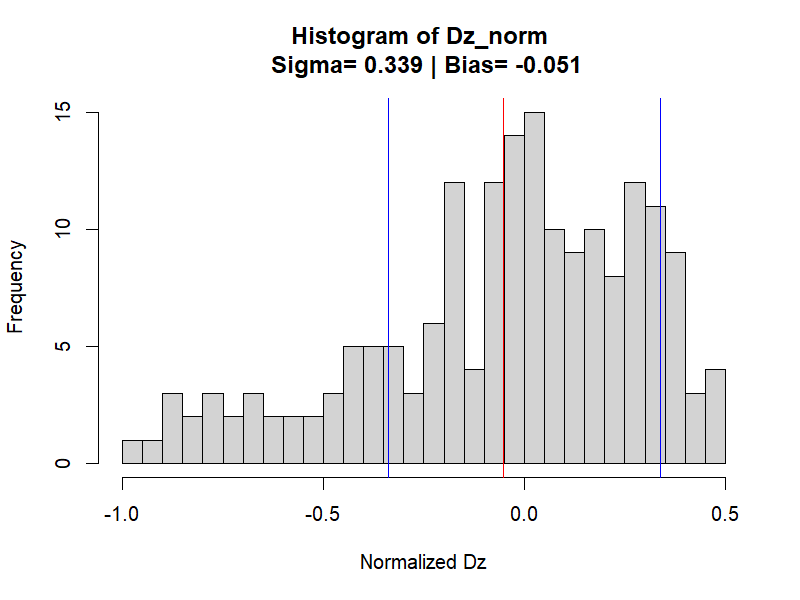 Histogram of Dz_norm
Sigma= 0.339 | Bias= -0.051
15
10
5
0
Frequency
-1.0
-0.5
0.0
0.5
Normalized Dz